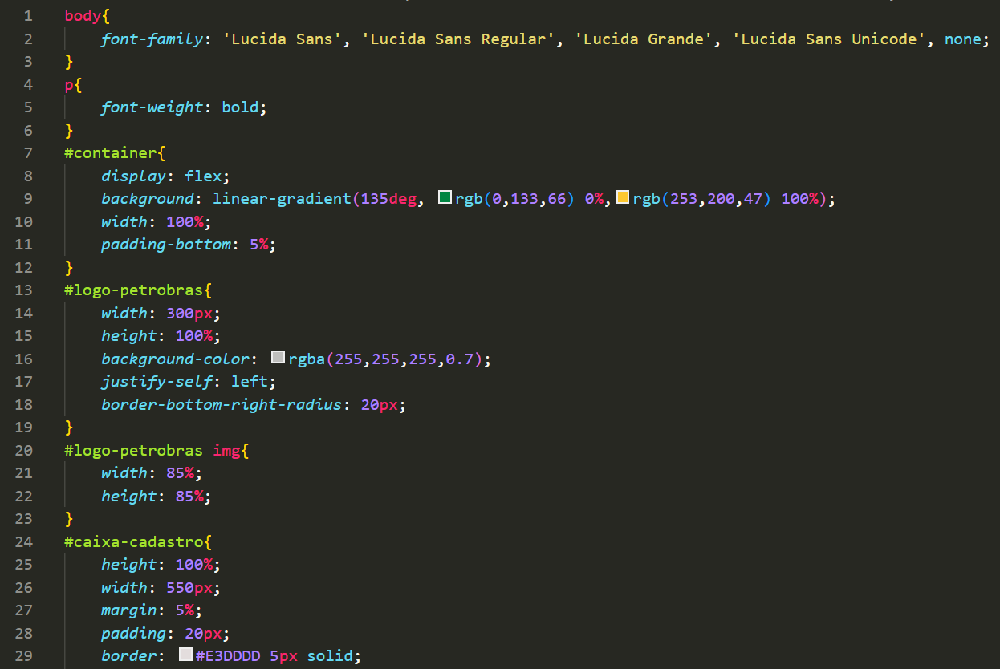 1 body{
2 font-family: 'Lucida Sans', 'Lucida Sans Regular', 'Lucida Grande', 'Lucida Sans Unicode', none;
3 }
4 p{
5 font-weight: bold;
6 }
7 #container{
8 display: flex;
9 background: linear-gradient(135deg, rgb(0,133,66) 0%, rgb(253,200,47) 100%);
10 width: 100%;
11 padding-bottom: 5%;
12 }
13 #logo-petrobras{
14 width: 300px;
15 height: 100%;
16 background-color: rgba(255,255,255,0.7);
17 justify-self: left;
18 border-bottom-right-radius: 20px;
19 }
20 #logo-petrobras img{
21 width: 85%;
22 height: 85%;
23 }
24 #caixa-cadastro{
25 height: 100%;
26 width: 550px;
27 margin: 5%;
28 padding: 20px;
29 border: #E3DDDD 5px solid;